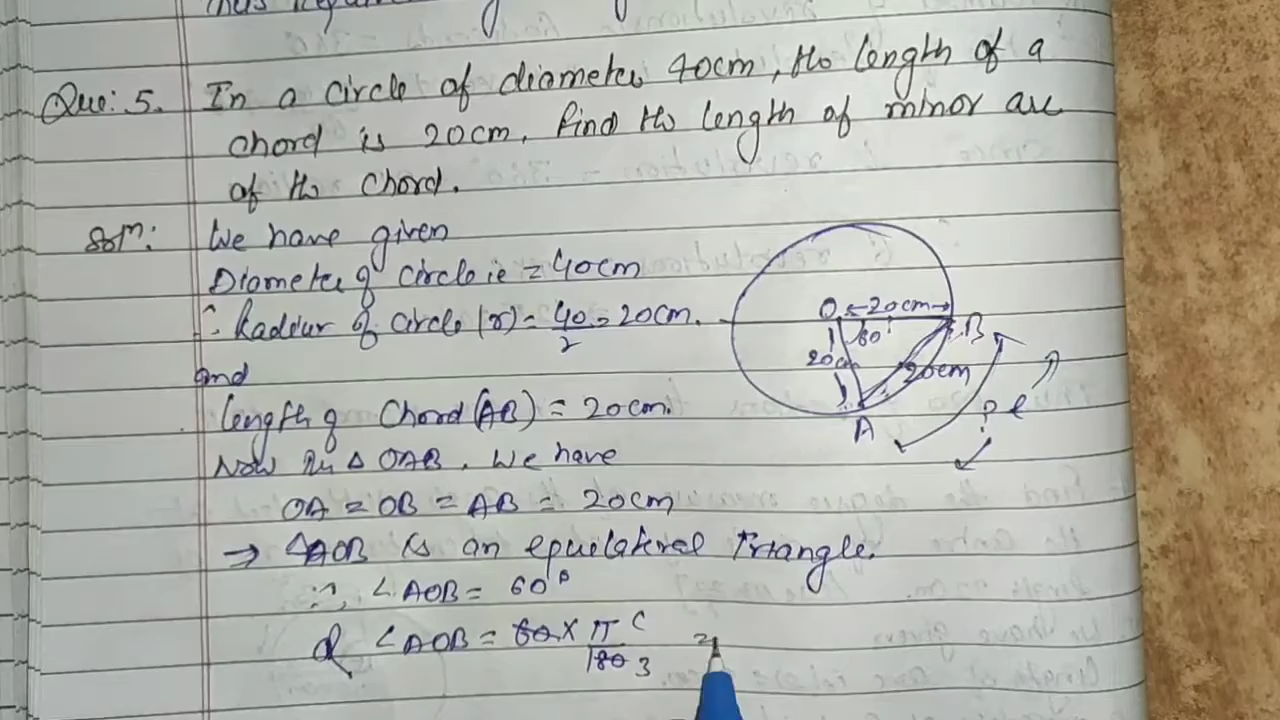 Que: 5. In a circle of diameter 40cm, the length of a
chord is 20cm. find the length of minor arc
of the chord.
Solⁿ: We have given
Diameter of circle ie = 40cm
∴ Radius of circle (r) = 40/2 = 20cm.
and
length of Chord (AB) = 20cm.
Now in △ OAB, we have
OA = OB = AB = 20cm
→ △AOB is an equilateral triangle.
∴ ∠AOB = 60°
& ∠AOB = 60 × π/180 3 c =
O ←20cm→
60°
B
20cm
20cm
A
? l